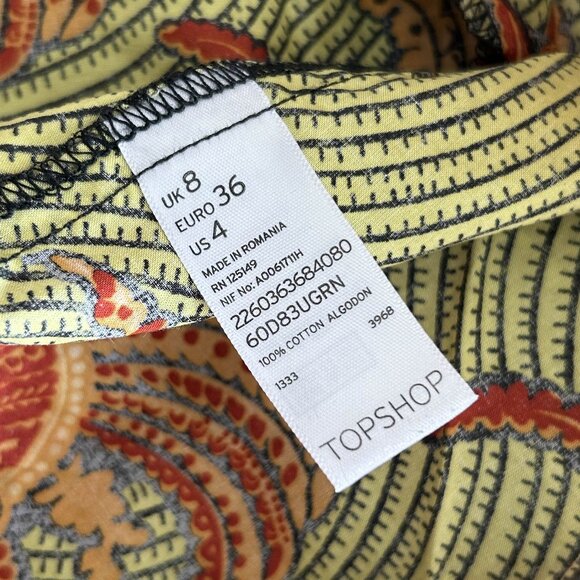 UK 8
EURO 36
US 4
MADE IN ROMANIA
RN 125149
NIF No: A0061711H
2260363684080
60D83UGRN
100% COTTON ALGODON
3968
1333
TOPSHOP